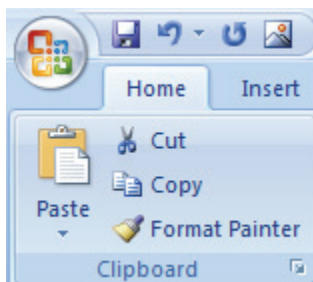 Home Insert
Cut
Copy
Paste
Format Painter
Clipboard